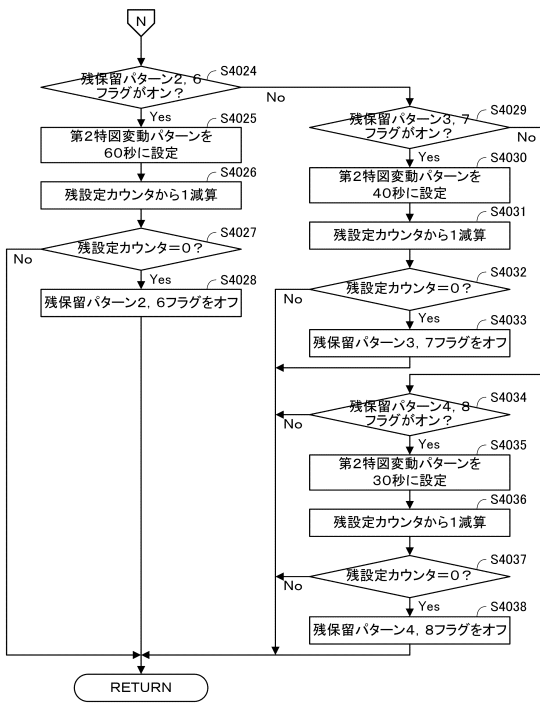 N
残保留パターン2, 6
フラグがオン？
S4024
Yes
No
第2特図変動パターンを
60秒に設定
S4025
残設定カウンタから1減算
S4026
残設定カウンタ=0？
S4027
No
Yes
残保留パターン2, 6フラグをオフ
S4028
残保留パターン3, 7
フラグがオン？
S4029
No
Yes
第2特図変動パターンを
40秒に設定
S4030
残設定カウンタから1減算
S4031
残設定カウンタ=0？
S4032
No
Yes
残保留パターン3, 7フラグをオフ
S4033
残保留パターン4, 8
フラグがオン？
S4034
No
Yes
第2特図変動パターンを
30秒に設定
S4035
残設定カウンタから1減算
S4036
残設定カウンタ=0？
S4037
No
Yes
残保留パターン4, 8フラグをオフ
S4038
RETURN